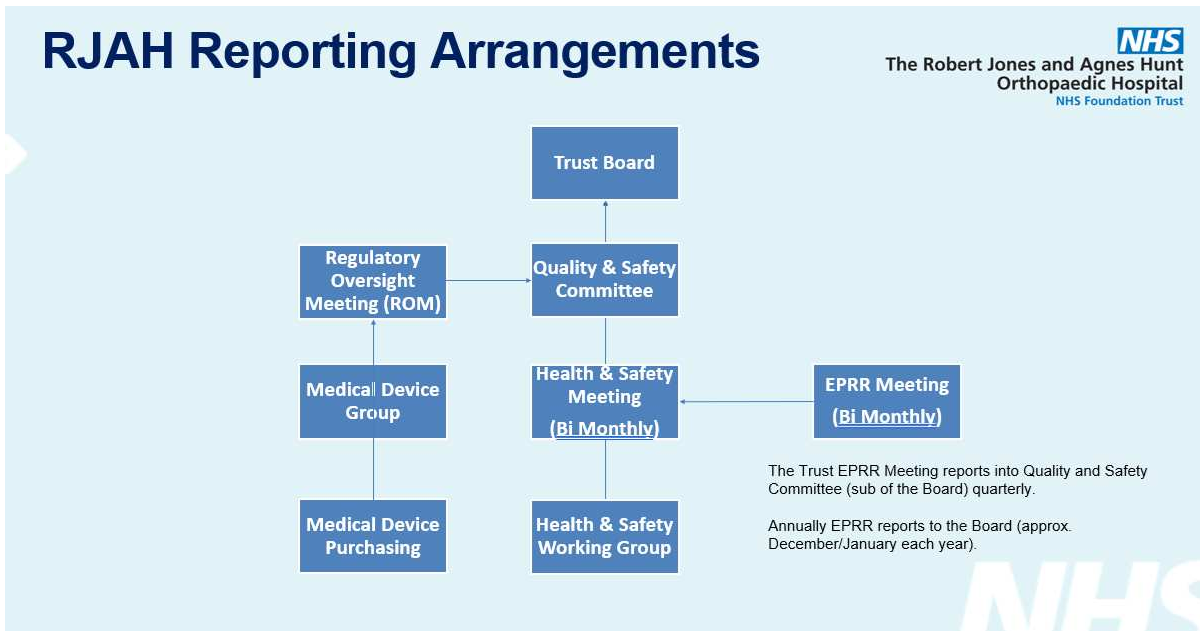 RJAH Reporting Arrangements
NHS
The Robert Jones and Agnes Hunt
Orthopaedic Hospital
NHS Foundation Trust
Trust Board
Regulatory
Oversight
Meeting (ROM)
Quality & Safety
Committee
Medical Device
Group
Health & Safety
Meeting
(Bi Monthly)
EPRR Meeting
(Bi Monthly)
The Trust EPRR Meeting reports into Quality and Safety
Committee (sub of the Board) quarterly.
Annually EPRR reports to the Board (approx.
December/January each year).
Medical Device
Purchasing
Health & Safety
Working Group
NHS